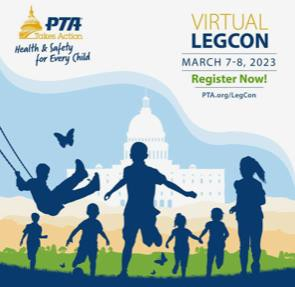 PTA
Takes Action
Health & Safety
for Every Child
VIRTUAL
LEGCON
MARCH 7-8, 2023
Register Now!
PTA.org/LegCon